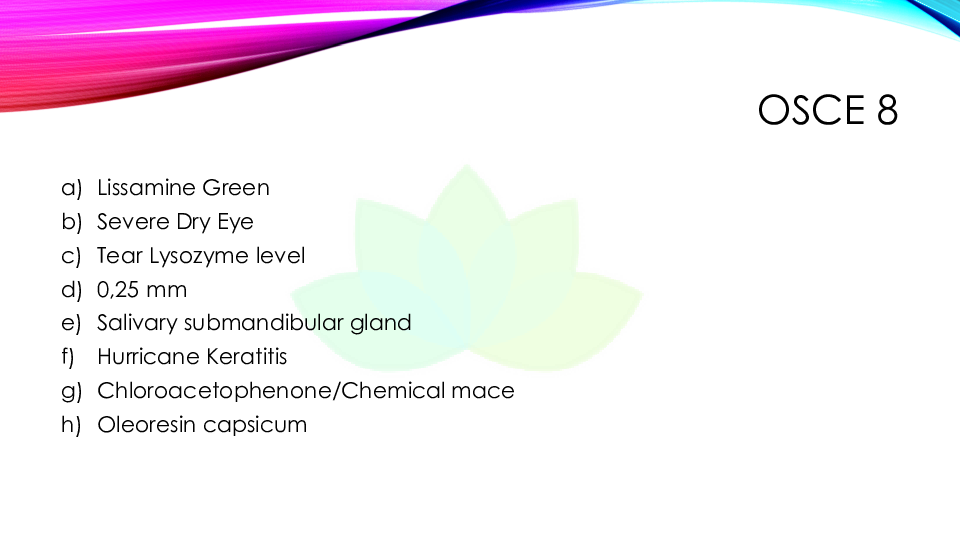 OSCE 8
a) Lissamine Green
b) Severe Dry Eye
c) Tear Lysozyme level
d) 0,25 mm
e) Salivary submandibular gland
f) Hurricane Keratitis
g) Chloroacetophenone/Chemical mace
h) Oleoresin capsicum